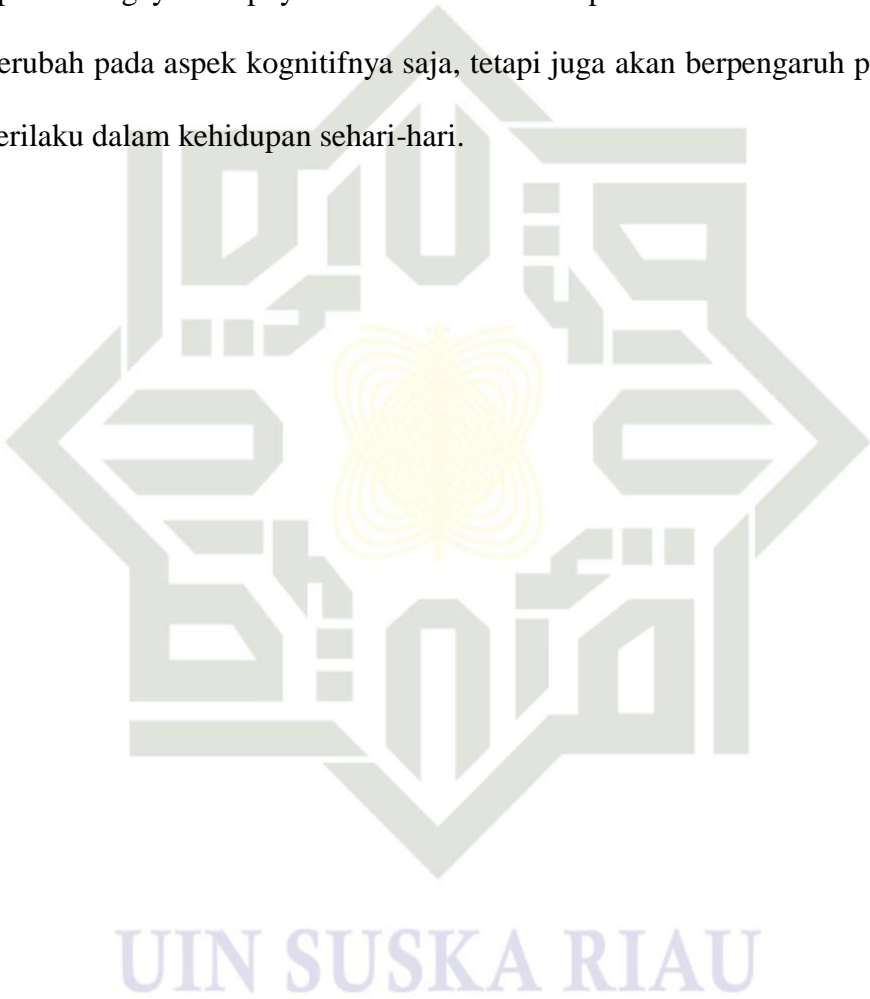 erubah pada aspek kognitifnya saja, tetapi juga akan berpengaruh p
erilaku dalam kehidupan sehari-hari.
UIN SUSKA RIAU